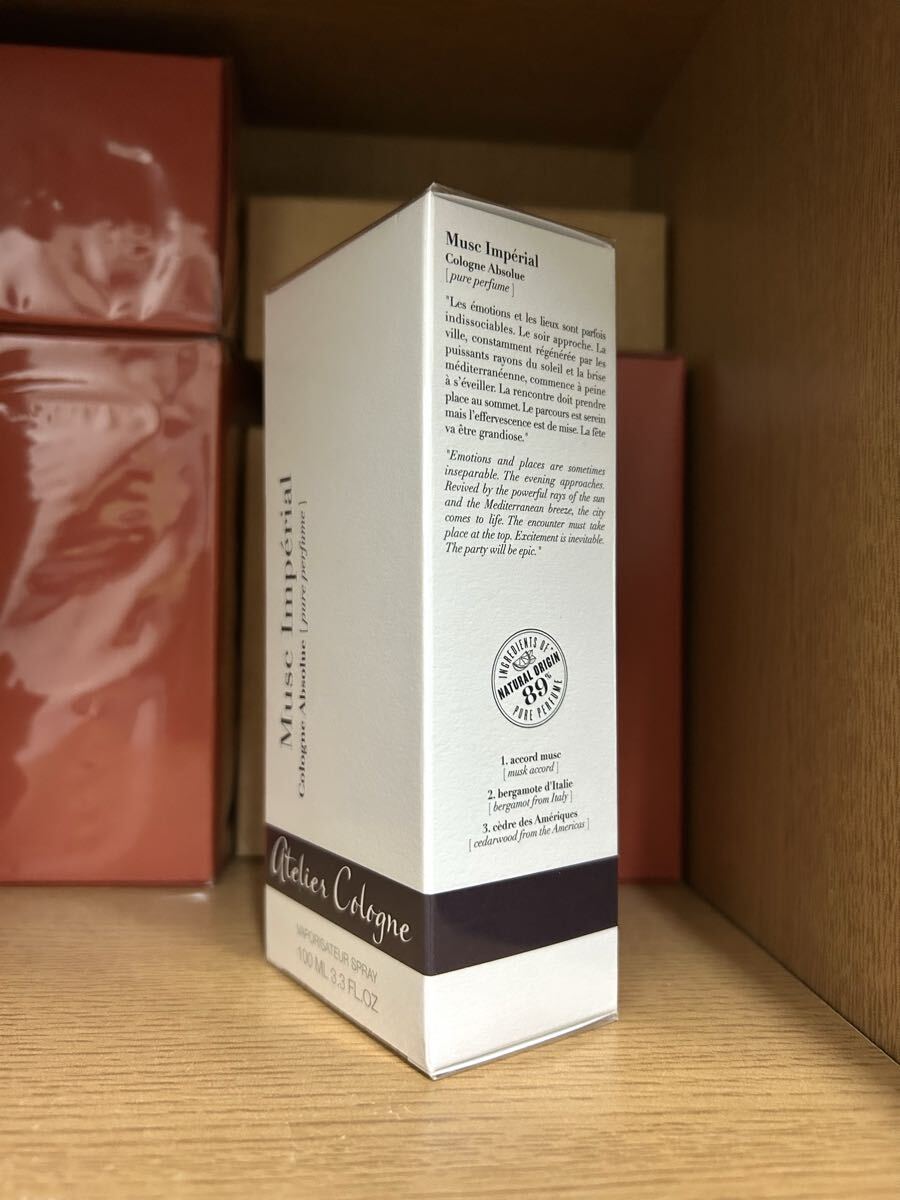 Musc Impérial
Cologne Absolue [pure perfume]
Atelier Cologne
VAPORISATEUR SPRAY
100 ML 3.3 FL.OZ
Musc Impérial
Cologne Absolue
[pure perfume]
"Les émotions et les lieux sont parfois
indissociables. Le soir approche. La
ville, constamment régénérée par les
puissants rayons du soleil et la brise
méditerranéenne, commence à peine
à s'éveiller. La rencontre doit prendre
place au sommet. Le parcours est serein
mais l'effervescence est de mise. La fête
va être grandiose."
"Emotions and places are sometimes
inseparable. The evening approaches.
Revived by the powerful rays of the sun
and the Mediterranean breeze, the city
comes to life. The encounter must take
place at the top. Excitement is inevitable.
The party will be epic."
INGREDIENTS OF*
NATURAL ORIGIN
89%
PURE PERFUME
1. accord musc
[musk accord]
2. bergamote d'Italie
[bergamot from Italy]
3. cèdre des Amériques
[cedarwood from the Americas]